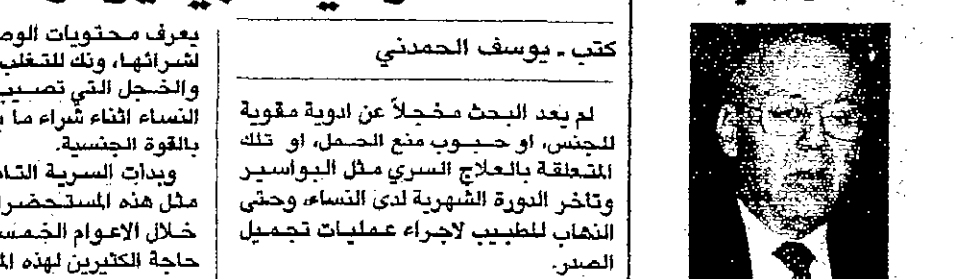 كتب ـ يوسف الحمدني
لم يعد البحث مخجلاً عن ادوية مقوية
للجنس، او حبوب منع الحمل، او تلك
المتعلقة بالعلاج السري مثل البواسير
وتأخر الدورة الشهرية لدى النساء، وحتى
الذهاب للطبيب لاجراء عمليات تجميل
الصدر.
يعرف محتويات
لشرائها، وذلك للتغلب
والخجل التي تصيب
النساء اثناء شراء ما
بالقوة الجنسية.
وبدأت السرية
مثل هذه
خلال الاعوام
حاجة الكثيرين لهذه